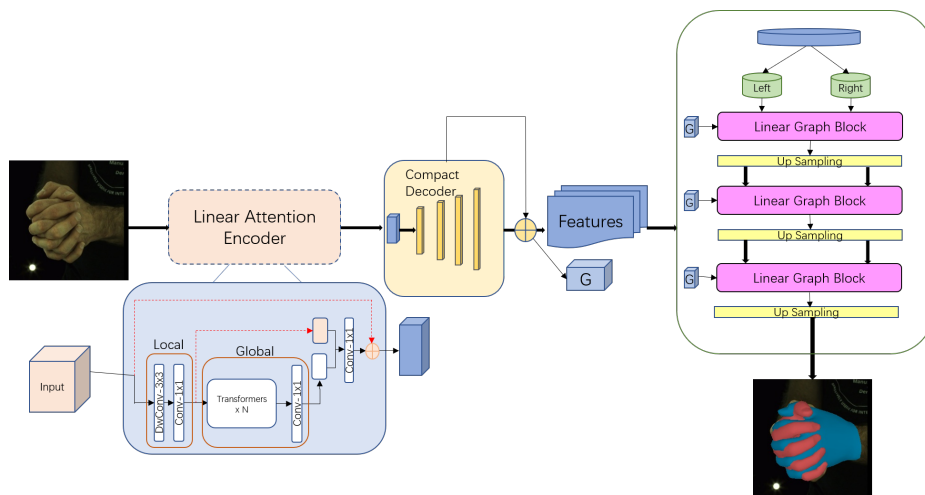 Linear Attention
Encoder
Compact
Decoder
Features
G
Input
Local
DwConv-3x3
Conv-1x1
Global
Transformers
x N
Conv-1x1
Conv-1x1
Left
Right
G
Linear Graph Block
Up Sampling
G
Linear Graph Block
Up Sampling
G
Linear Graph Block
Up Sampling